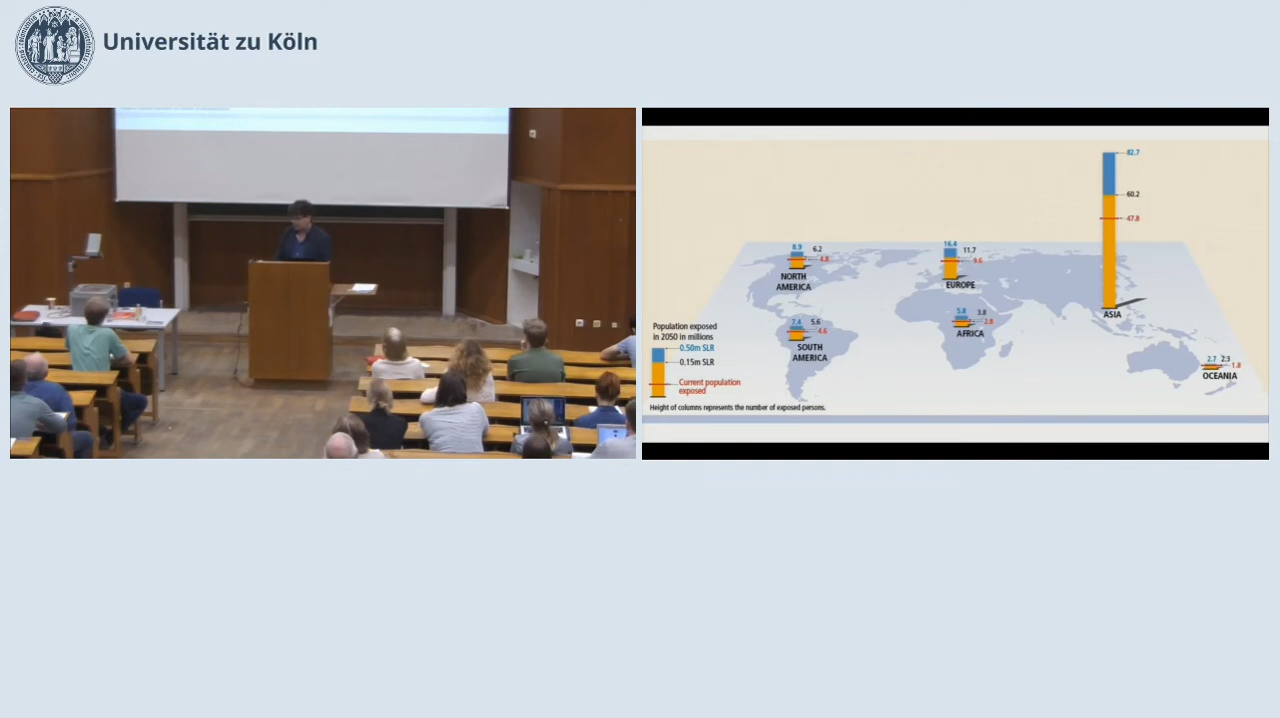 Universität zu Köln
82.7
60.2
47.8
8.9 6.2
4.8
NORTH
AMERICA
16.4 11.7
9.6
EUROPE
ASIA
7.4 5.6
4.6
SOUTH
AMERICA
5.8 3.8
2.8
AFRICA
2.7 2.3
1.8
OCEANIA
Population exposed
in 2050 in millions
0.50m SLR
0.15m SLR
Current population
exposed
Height of columns represents the number of exposed persons.